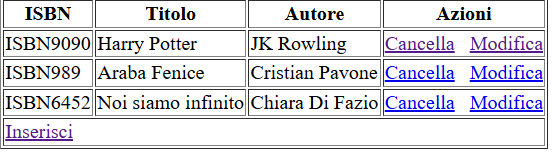 ISBN Titolo Autore Azioni
ISBN9090 Harry Potter JK Rowling Cancella Modifica
ISBN989 Araba Fenice Cristian Pavone Cancella Modifica
ISBN6452 Noi siamo infinito Chiara Di Fazio Cancella Modifica
Inserisci